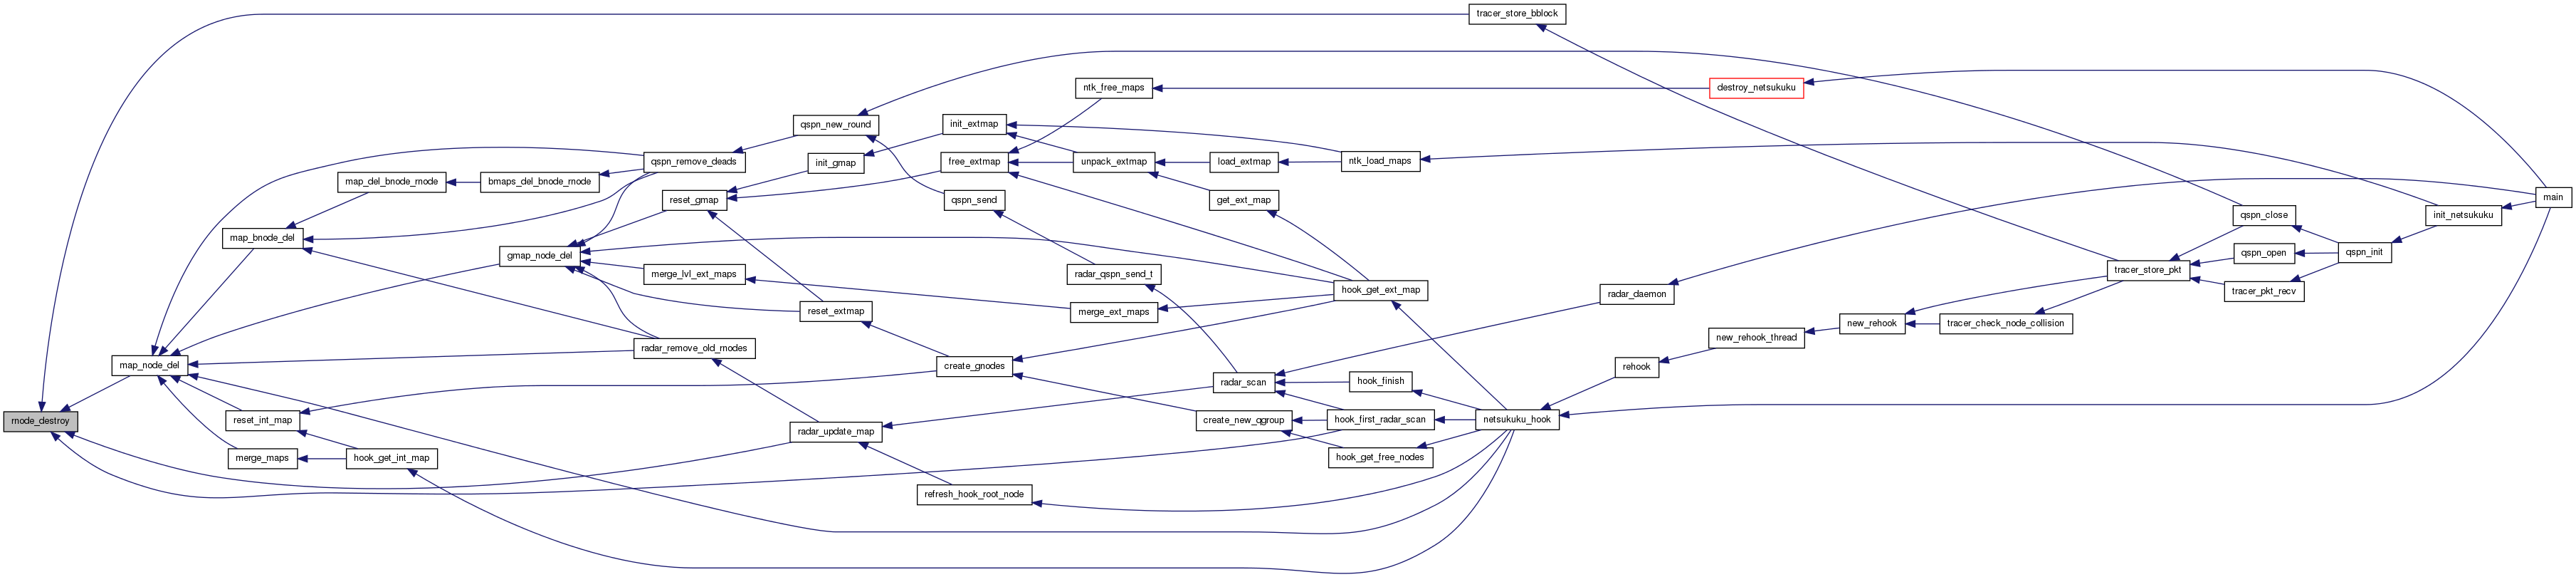 tracer_store_bblock
ntk_free_maps
destroy_netsukuku
qspn_new_round
init_extmap
qspn_remove_deads
init_gmap
free_extmap
unpack_extmap
load_extmap
ntk_load_maps
map_del_bnode_rnode
bmaps_del_bnode_rnode
reset_gmap
qspn_send
get_ext_map
main
qspn_close
init_netsukuku
map_bnode_del
gmap_node_del
qspn_open
qspn_init
merge_lvl_ext_maps
radar_qspn_send_t
tracer_store_pkt
hook_get_ext_map
radar_daemon
tracer_pkt_recv
reset_extmap
merge_ext_maps
new_rehook
tracer_check_node_collision
new_rehook_thread
radar_remove_old_rnodes
map_node_del
create_gnodes
rehook
radar_scan
hook_finish
rnode_destroy
reset_int_map
create_new_qgroup
hook_first_radar_scan
netsukuku_hook
radar_update_map
merge_maps
hook_get_int_map
hook_get_free_nodes
refresh_hook_root_node